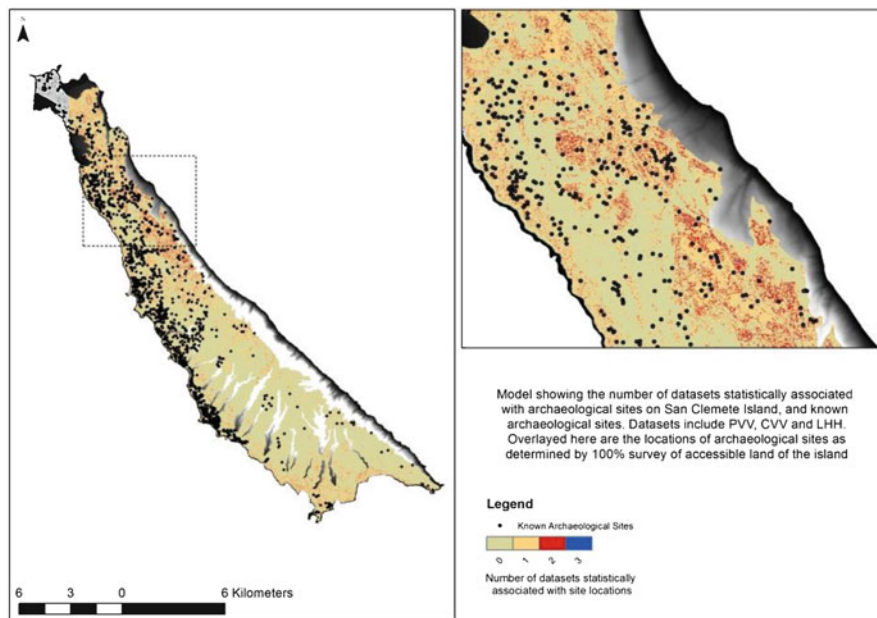 N
6 3 0 6 Kilometers
Model showing the number of datasets statistically associated
with archaeological sites on San Clemete Island, and known
archaeological sites. Datasets include PVV, CVV and LHH.
Overlayed here are the locations of archaeological sites as
determined by 100% survey of accessible land of the island
Legend
Known Archaeological Sites
0 1 2 3
Number of datasets statistically
associated with site locations